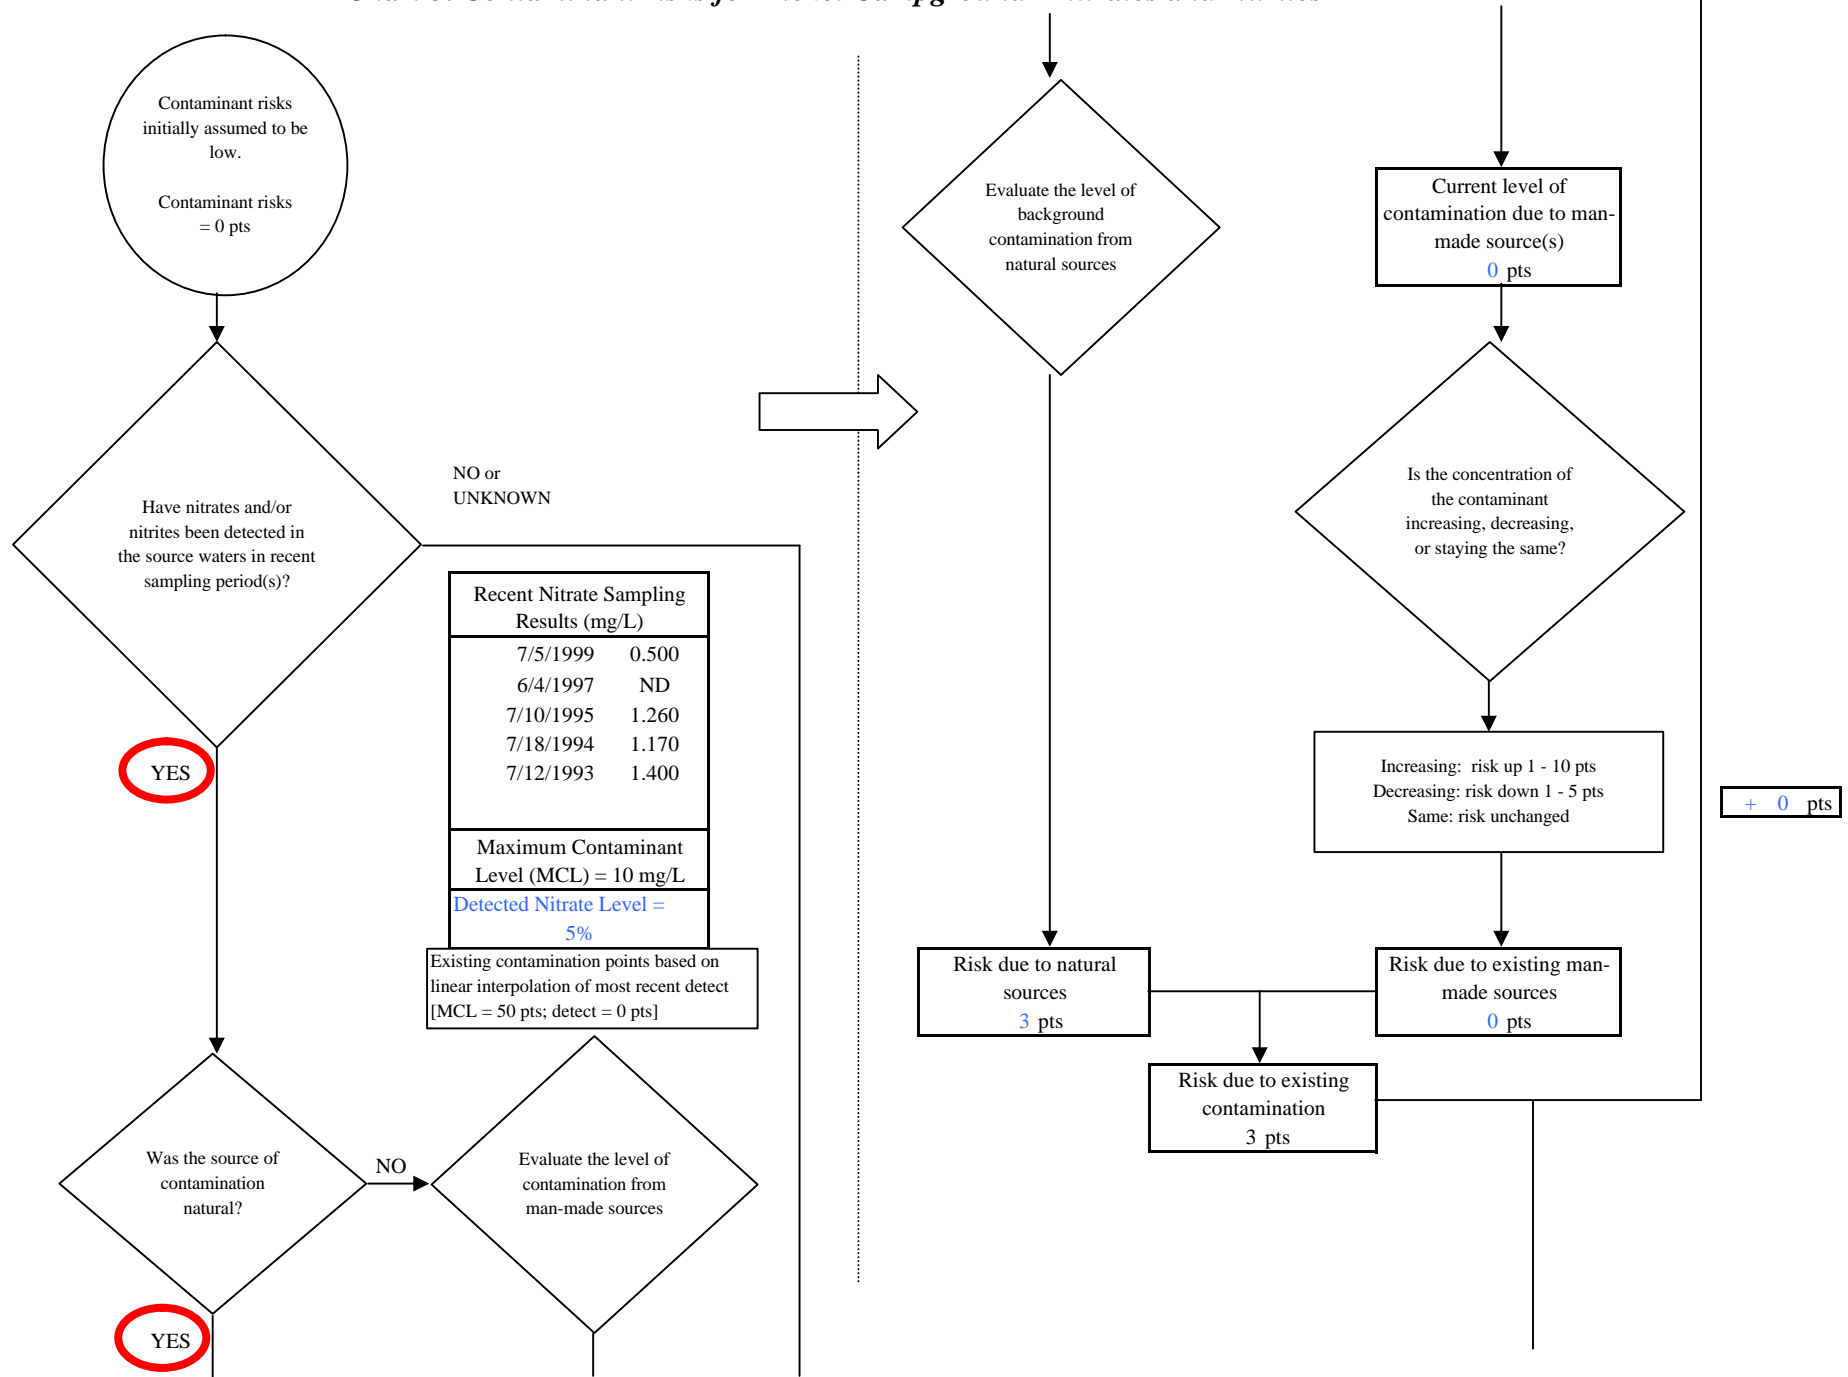 Contaminant risks
initially assumed to be
low.
Contaminant risks
= 0 pts
Have nitrates and/or
nitrites been detected in
the source waters in recent
sampling period(s)?
NO or
UNKNOWN
YES
Recent Nitrate Sampling
Results (mg/L)
7/5/1999 0.500
6/4/1997 ND
7/10/1995 1.260
7/18/1994 1.170
7/12/1993 1.400
Maximum Contaminant
Level (MCL) = 10 mg/L
Detected Nitrate Level =
5%
Existing contamination points based on
linear interpolation of most recent detect
[MCL = 50 pts; detect = 0 pts]
Was the source of
contamination
natural?
NO
Evaluate the level of
contamination from
man-made sources
YES
Evaluate the level of
background
contamination from
natural sources
Current level of
contamination due to man-
made source(s)
0 pts
Is the concentration of
the contaminant
increasing, decreasing,
or staying the same?
Increasing: risk up 1 - 10 pts
Decreasing: risk down 1 - 5 pts
Same: risk unchanged
+ 0 pts
Risk due to natural
sources
3 pts
Risk due to existing man-
made sources
0 pts
Risk due to existing
contamination
3 pts